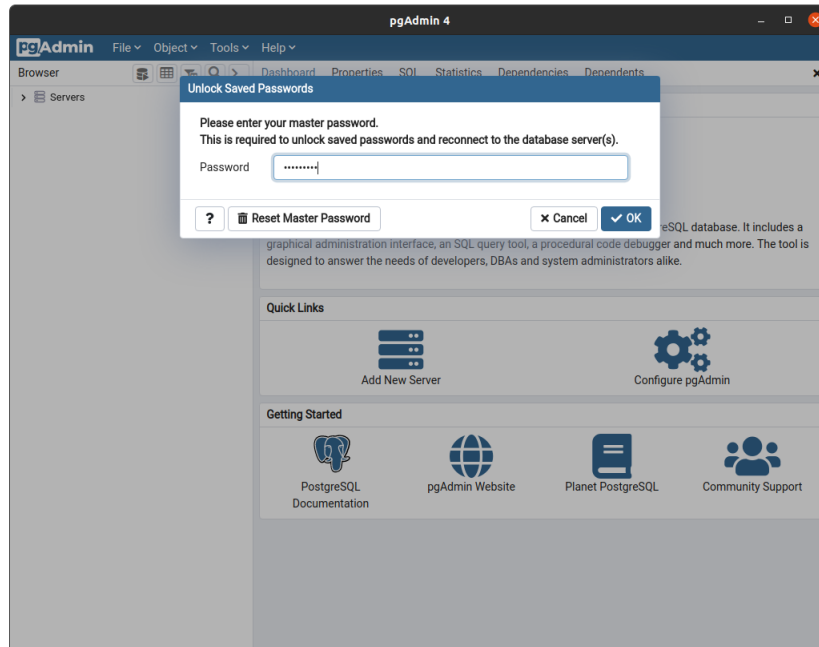 pgAdmin 4
pgAdmin File Object Tools Help
Browser
Dashboard Properties SQL Statistics Dependencies Dependents
Servers
Unlock Saved Passwords
Please enter your master password.
This is required to unlock saved passwords and reconnect to the database server(s).
Password •••••••••
? Reset Master Password Cancel OK
reSQL database. It includes a
graphical administration interface, an SQL query tool, a procedural code debugger and much more. The tool is
designed to answer the needs of developers, DBAs and system administrators alike.
Quick Links
Add New Server Configure pgAdmin
Getting Started
PostgreSQL
Documentation
pgAdmin Website Planet PostgreSQL Community Support